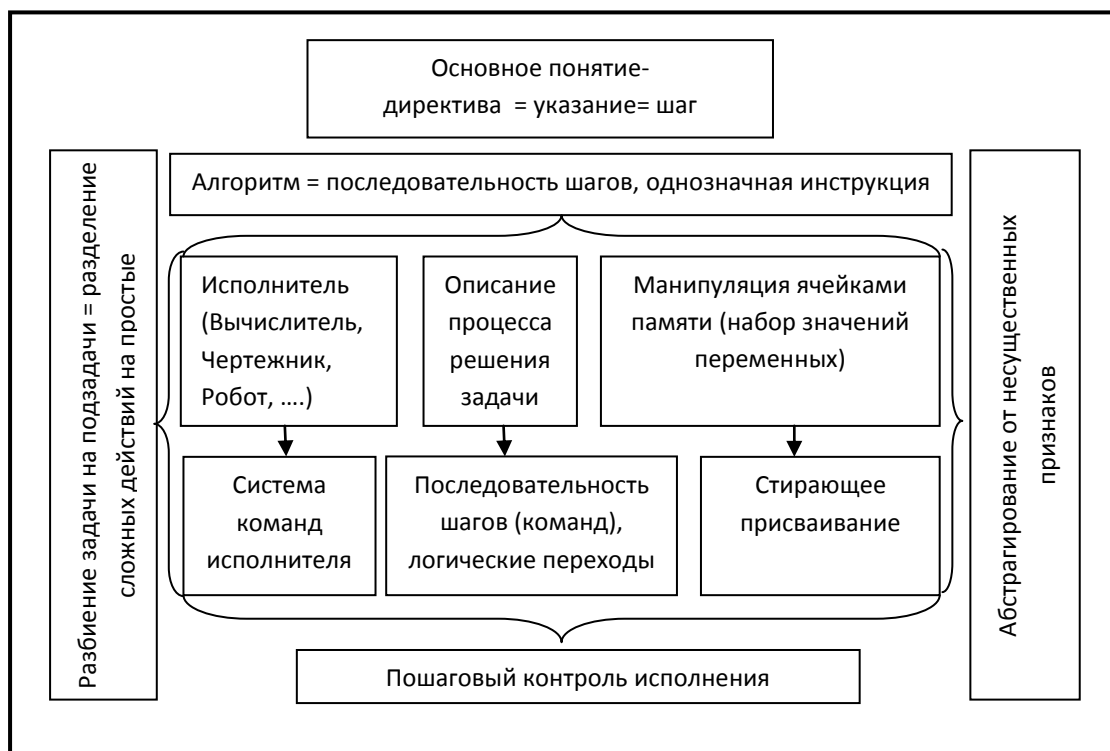 Основное понятие-
директива = указание= шаг
Разбиение задачи на подзадачи = разделение
сложных действий на простые
Алгоритм = последовательность шагов, однозначная инструкция
Исполнитель
(Вычислитель,
Чертежник,
Робот, ....)
Описание
процесса
решения
задачи
Манипуляция ячейками
памяти (набор значений
переменных)
Система
команд
исполнителя
Последовательность
шагов (команд),
логические переходы
Стирающее
присваивание
Абстрагирование от несущественных
признаков
Пошаговый контроль исполнения